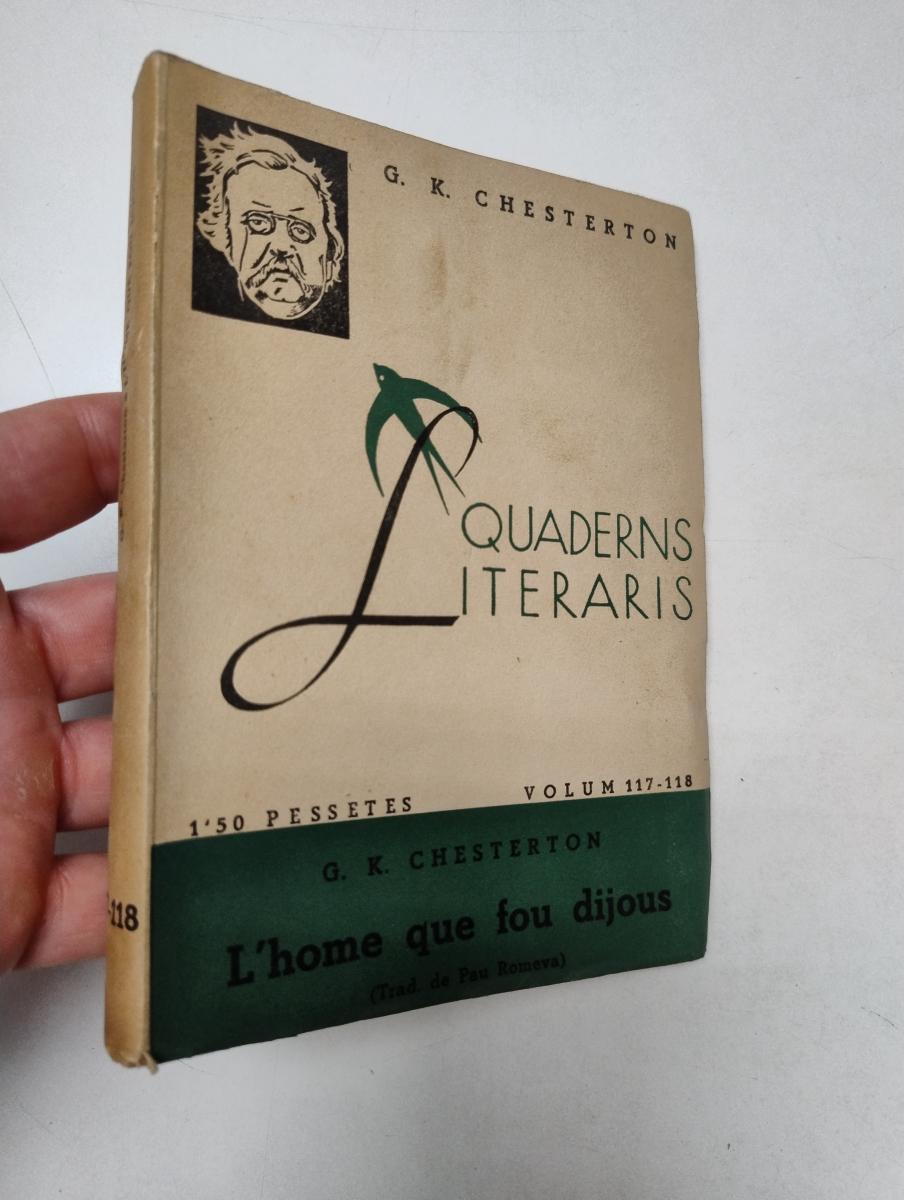 G. K. CHESTERTON
QUADERNS
LITERARIS
1'50 PESSETES
VOLUM 117-118
G. K. CHESTERTON
L'home que fou dijous
(Trad. de Pau Romeva)
-118